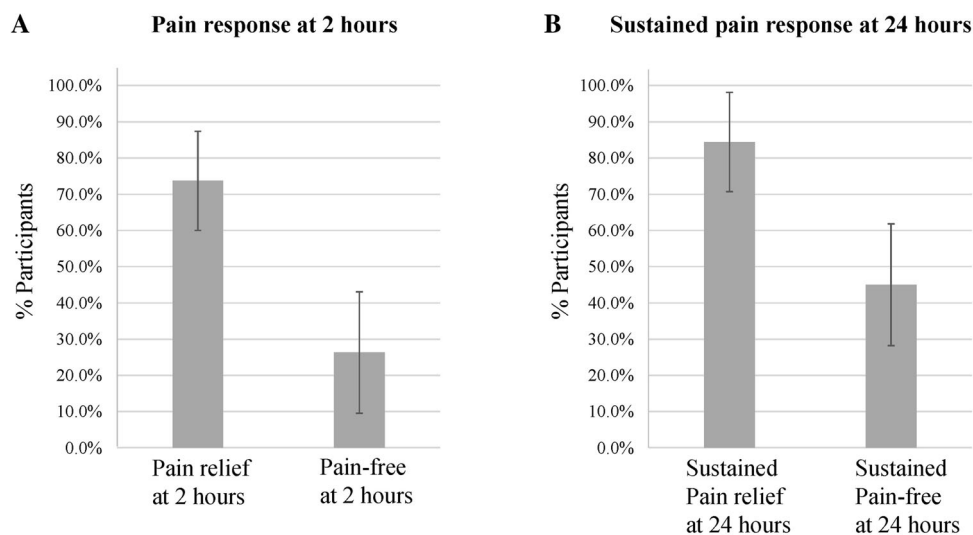 A
Pain response at 2 hours
% Participants
100.0%
90.0%
80.0%
70.0%
60.0%
50.0%
40.0%
30.0%
20.0%
10.0%
0.0%
Pain relief
at 2 hours
Pain-free
at 2 hours
B
Sustained pain response at 24 hours
% Participants
100.0%
90.0%
80.0%
70.0%
60.0%
50.0%
40.0%
30.0%
20.0%
10.0%
0.0%
Sustained
Pain relief
at 24 hours
Sustained
Pain-free
at 24 hours